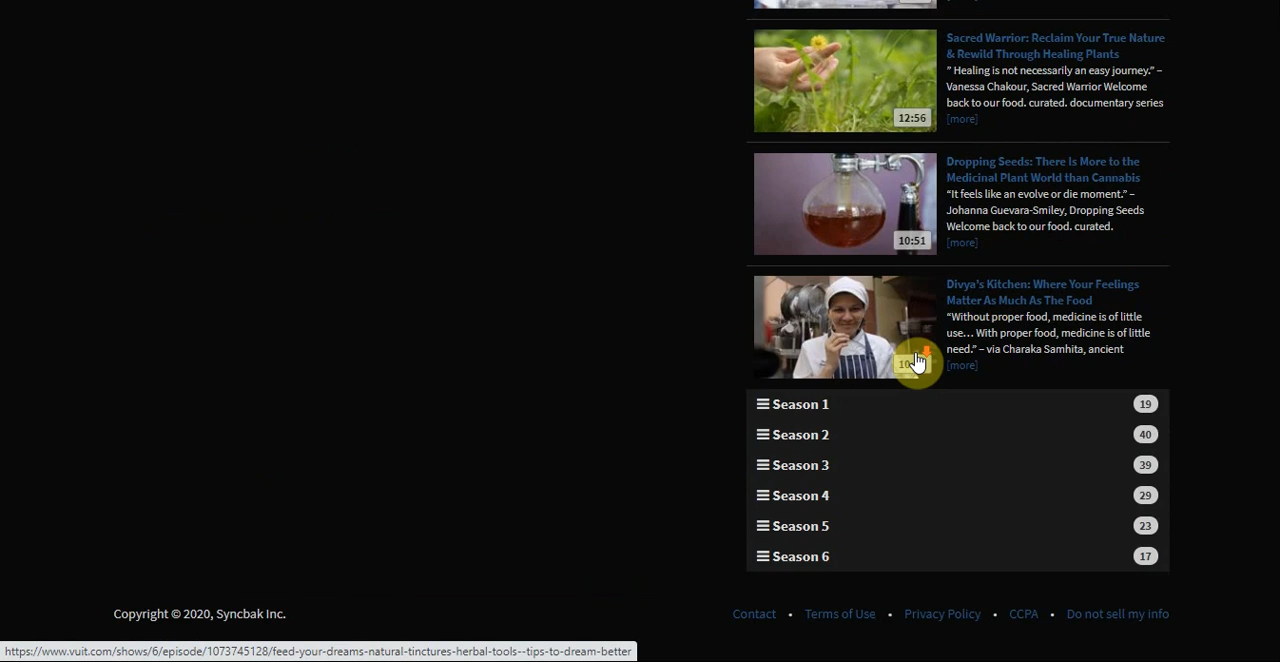 Sacred Warrior: Reclaim Your True Nature
& Rewild Through Healing Plants
” Healing is not necessarily an easy journey.” –
Vanessa Chakour, Sacred Warrior Welcome
back to our food. curated. documentary series
[more]
12:56
Dropping Seeds: There Is More to the
Medicinal Plant World than Cannabis
“It feels like an evolve or die moment.” –
Johanna Guevara-Smiley, Dropping Seeds
Welcome back to our food. curated.
[more]
10:51
Divya's Kitchen: Where Your Feelings
Matter As Much As The Food
“Without proper food, medicine is of little
use… With proper food, medicine is of little
need.” – via Charaka Samhita, ancient
[more]
Season 1 19
Season 2 40
Season 3 39
Season 4 29
Season 5 23
Season 6 17
Copyright © 2020, Syncbak Inc. Contact • Terms of Use • Privacy Policy • CCPA • Do not sell my info
https://www.vuit.com/shows/6/episode/1073745128/feed-your-dreams-natural-tinctures-herbal-tools--tips-to-dream-better